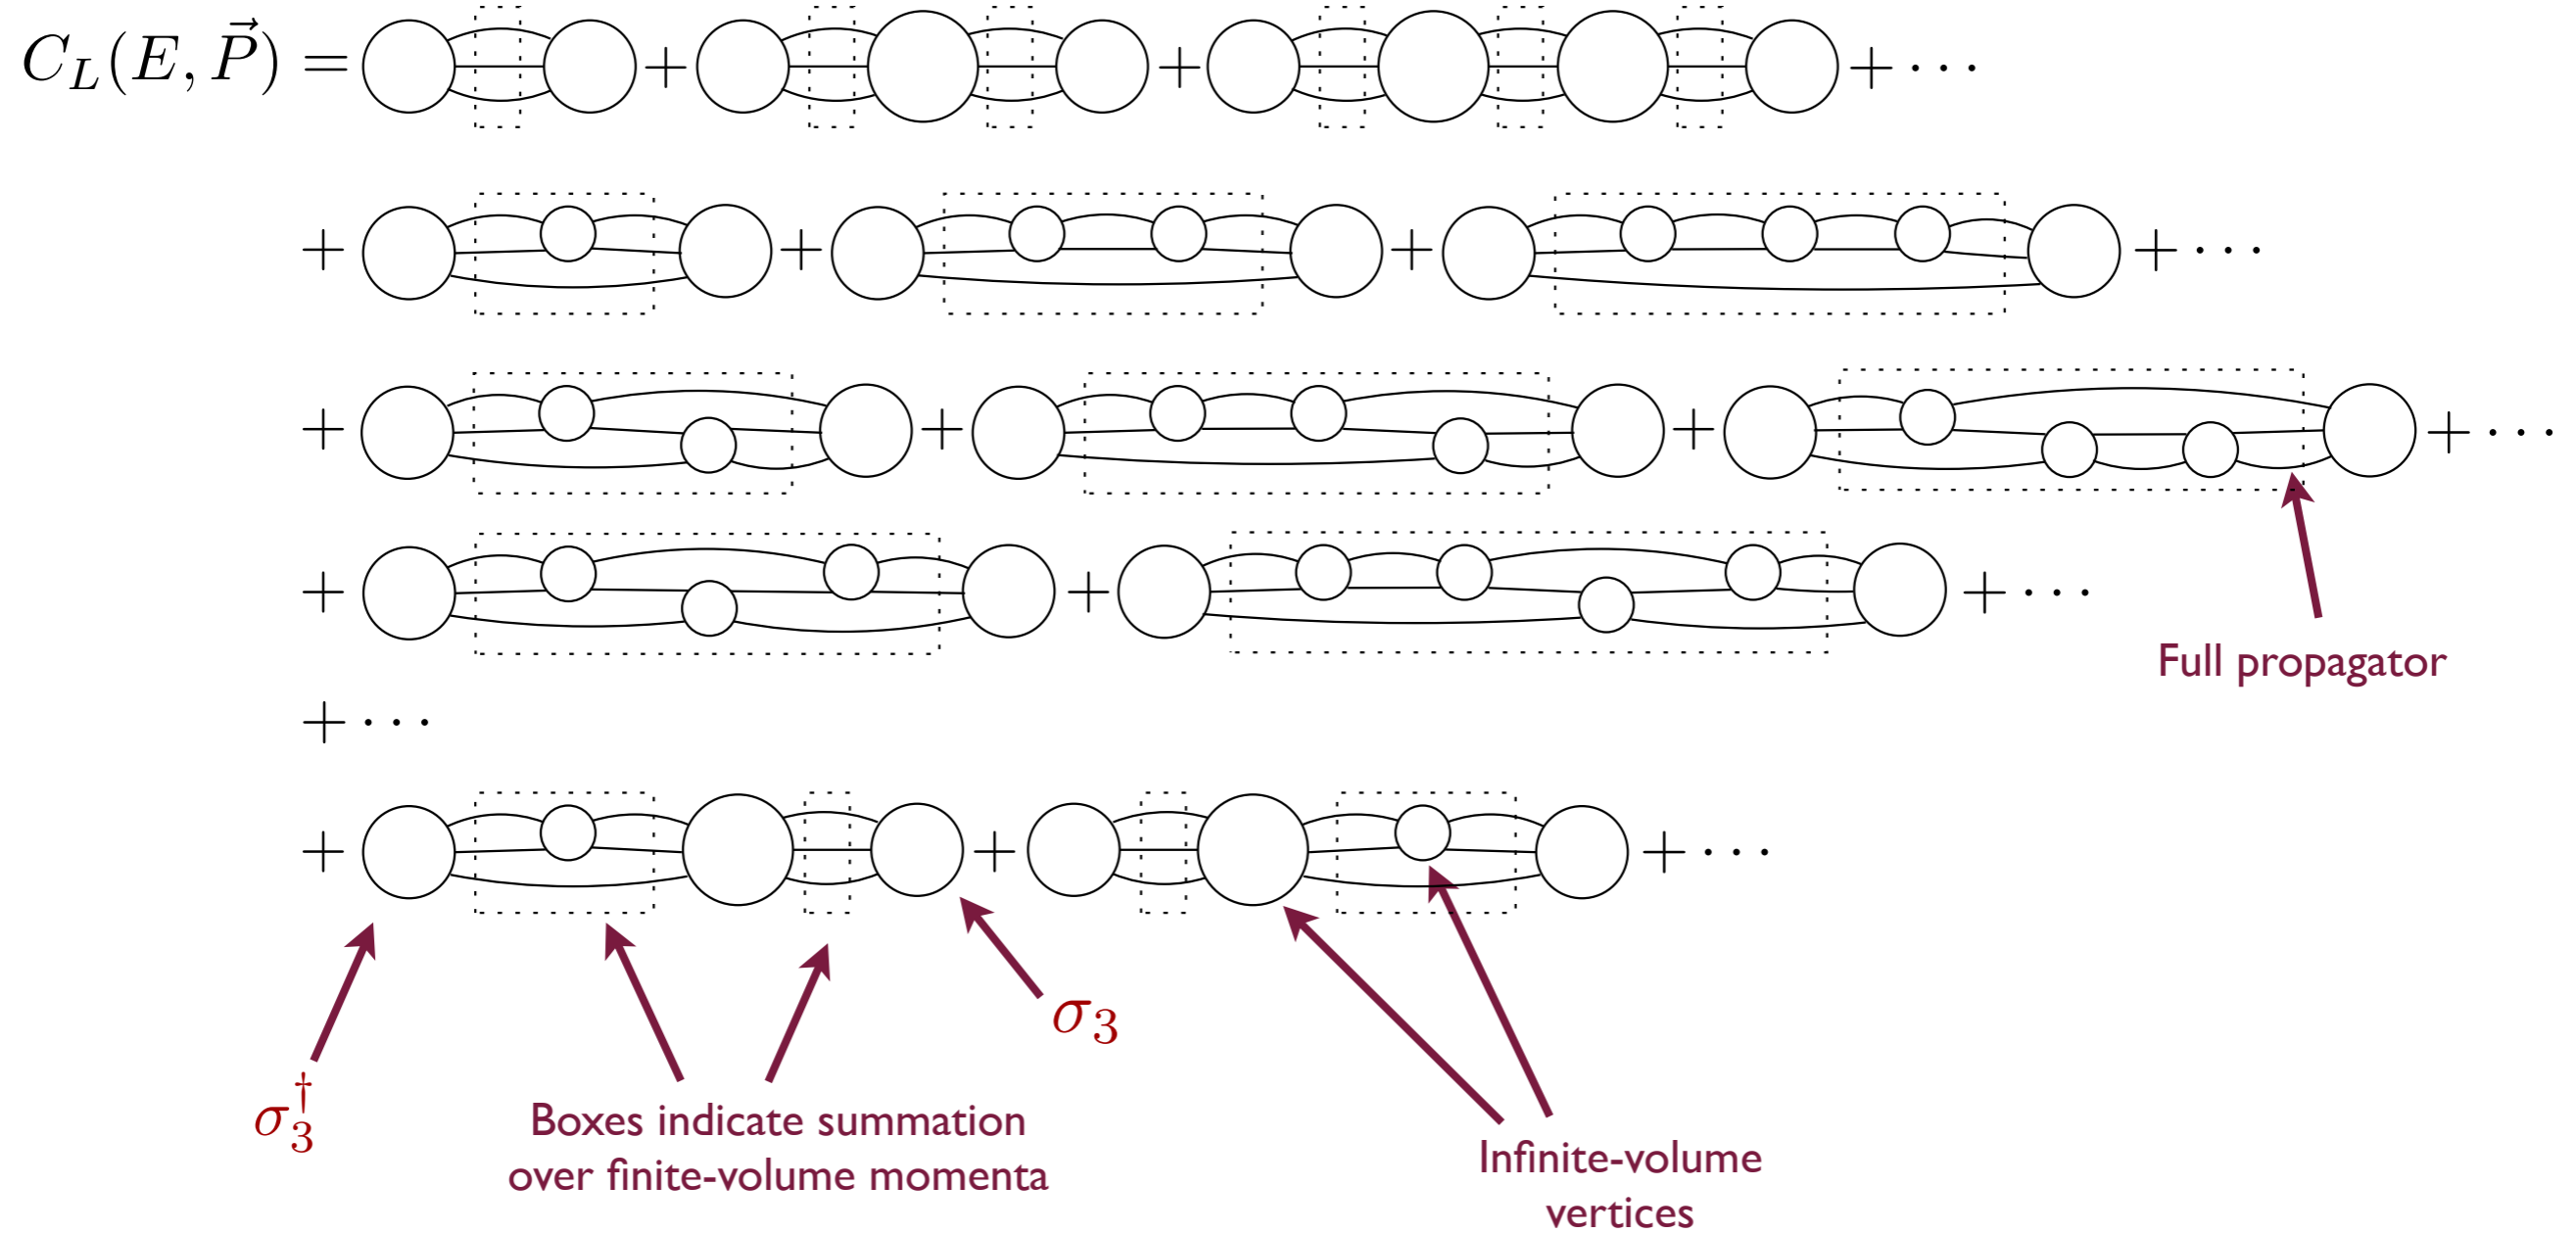 C_L(E, \vec{P}) = + + + ···
+ + + + ···
+ + + + ···
+ + + ···
Full propagator
+ ···
+ + + ···
σ_3
σ_3^†
Boxes indicate summation
over finite-volume momenta
Infinite-volume
vertices